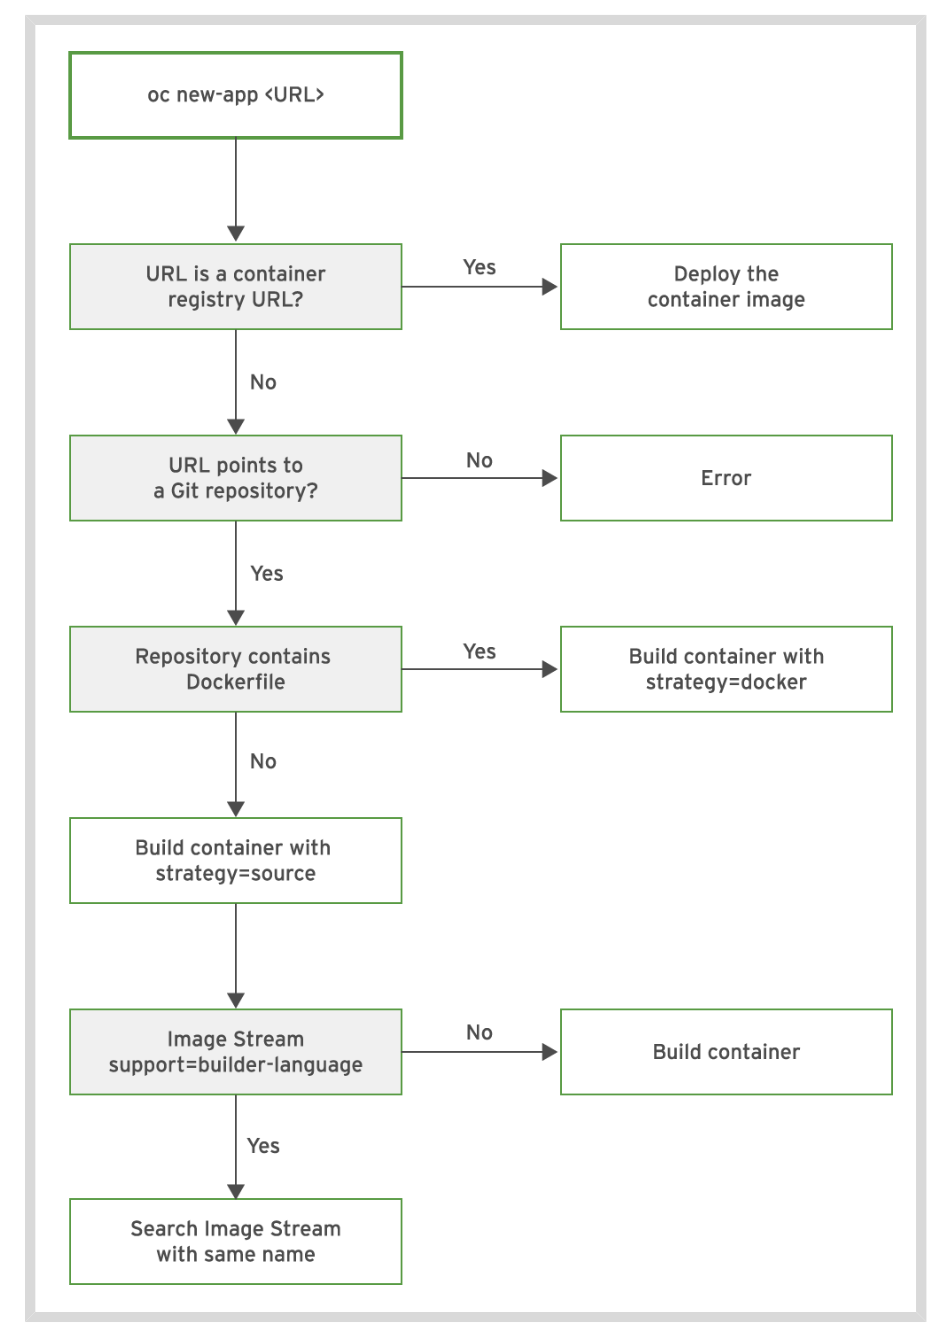 oc new-app <URL>
URL is a container
registry URL?
Yes
Deploy the
container image
No
URL points to
a Git repository?
No
Error
Yes
Repository contains
Dockerfile
Yes
Build container with
strategy=docker
No
Build container with
strategy=source
Image Stream
support=builder-language
No
Build container
Yes
Search Image Stream
with same name